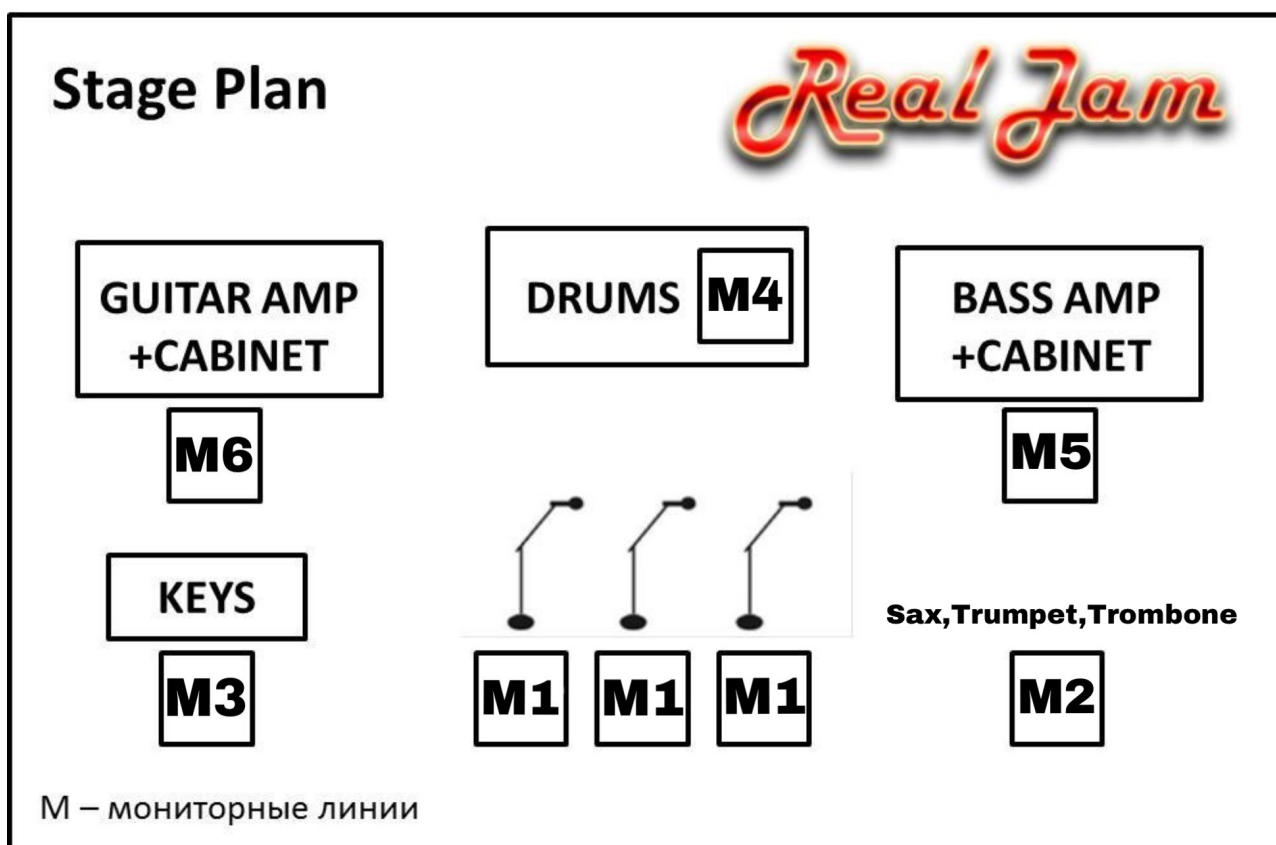 Stage Plan
Real Jam
GUITAR AMP
+CABINET
DRUMS
M4
BASS AMP
+CABINET
M6
M5
KEYS
Sax,Trumpet,Trombone
M3
M1
M1
M1
M2
М – мониторные линии